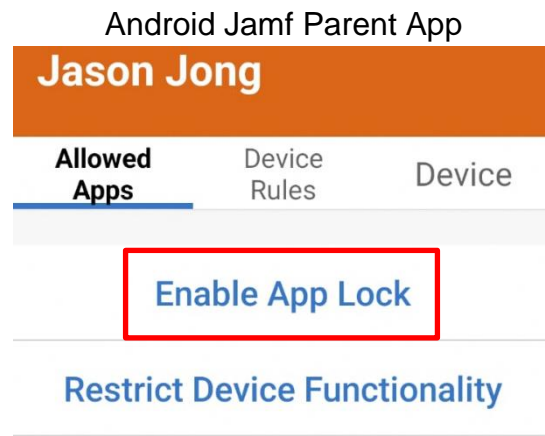 Android Jamf Parent App
Jason Jong
Allowed
Apps
Device
Rules
Device
Enable App Lock
Restrict Device Functionality